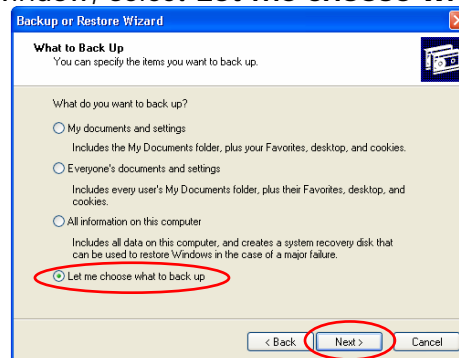 Backup or Restore Wizard
What to Back Up
You can specify the items you want to back up.
What do you want to back up?
My documents and settings
Includes the My Documents folder, plus your Favorites, desktop, and cookies.
Everyone's documents and settings
Includes every user's My Documents folder, plus their Favorites, desktop, and
cookies.
All information on this computer
Includes all data on this computer, and creates a system recovery disk that
can be used to restore Windows in the case of a major failure.
Let me choose what to back up
< Back Next > Cancel